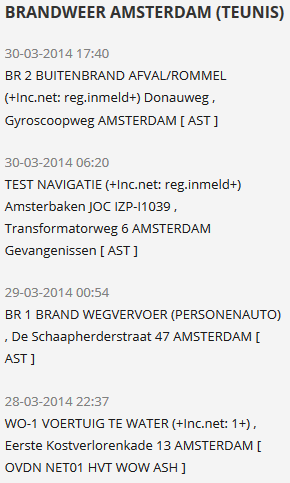 BRANDWEER AMSTERDAM (TEUNIS)
30-03-2014 17:40
BR 2 BUITENBRAND AFVAL/ROMMEL
(+Inc.net: reg.inmeld+) Donauweg ,
Gyroscoopweg AMSTERDAM [ AST ]
30-03-2014 06:20
TEST NAVIGATIE (+Inc.net: reg.inmeld+)
Amsterbaken JOC IZP-I1039 ,
Transformatorweg 6 AMSTERDAM
Gevangenissen [ AST ]
29-03-2014 00:54
BR 1 BRAND WEGVERVOER (PERSONENAUTO)
, De Schaapherderstraat 47 AMSTERDAM [
AST ]
28-03-2014 22:37
WO-1 VOERTUIG TE WATER (+Inc.net: 1+) ,
Eerste Kostverlorenkade 13 AMSTERDAM [
OVDN NET01 HVT WOW ASH ]